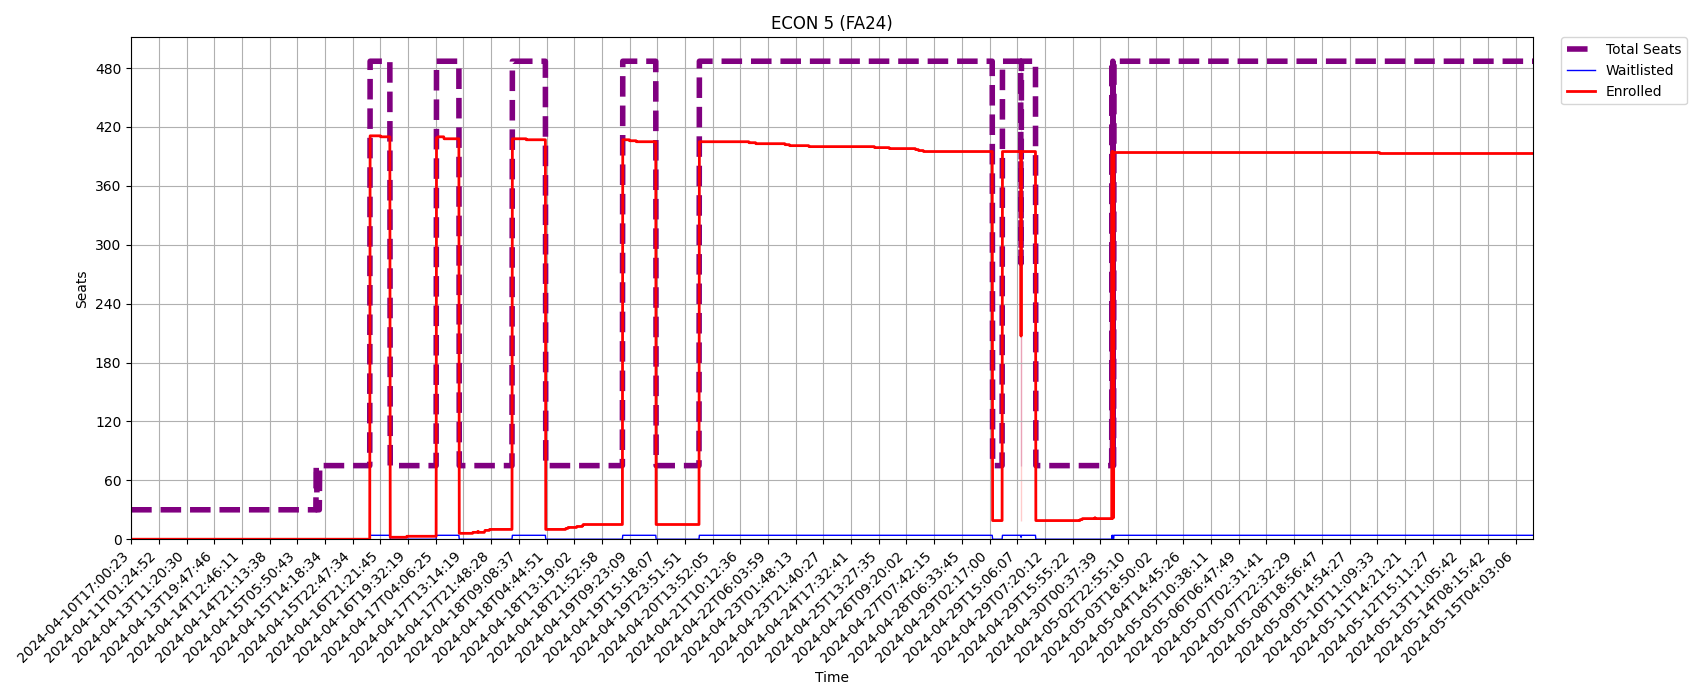 ECON 5 (FA24)
Total Seats
Waitlisted
Enrolled
Seats
480
420
360
300
240
180
120
60
0
2024-04-10T17:00:23
2024-04-11T01:24:52
2024-04-13T11:20:30
2024-04-13T19:47:46
2024-04-14T12:46:11
2024-04-14T21:13:38
2024-04-15T05:50:43
2024-04-15T14:18:34
2024-04-15T22:47:34
2024-04-16T11:21:45
2024-04-16T19:32:19
2024-04-17T04:06:25
2024-04-17T13:14:19
2024-04-17T21:48:28
2024-04-18T09:08:37
2024-04-18T04:44:51
2024-04-18T13:19:02
2024-04-18T21:52:58
2024-04-19T09:23:09
2024-04-19T15:18:07
2024-04-19T23:51:51
2024-04-20T13:52:05
2024-04-21T10:12:36
2024-04-22T06:03:59
2024-04-23T01:48:13
2024-04-23T21:40:27
2024-04-24T17:32:41
2024-04-25T13:27:35
2024-04-26T09:20:02
2024-04-27T07:42:15
2024-04-28T06:33:45
2024-04-29T02:17:00
2024-04-29T15:06:07
2024-04-29T07:20:12
2024-04-29T15:55:22
2024-04-30T00:37:39
2024-05-02T22:55:10
2024-05-03T18:50:02
2024-05-04T14:45:26
2024-05-05T10:38:11
2024-05-06T06:47:49
2024-05-07T02:31:41
2024-05-07T22:32:29
2024-05-08T18:56:47
2024-05-09T14:54:27
2024-05-10T11:09:33
2024-05-11T14:21:21
2024-05-12T15:11:27
2024-05-13T11:05:42
2024-05-14T08:15:42
2024-05-15T04:03:06
Time